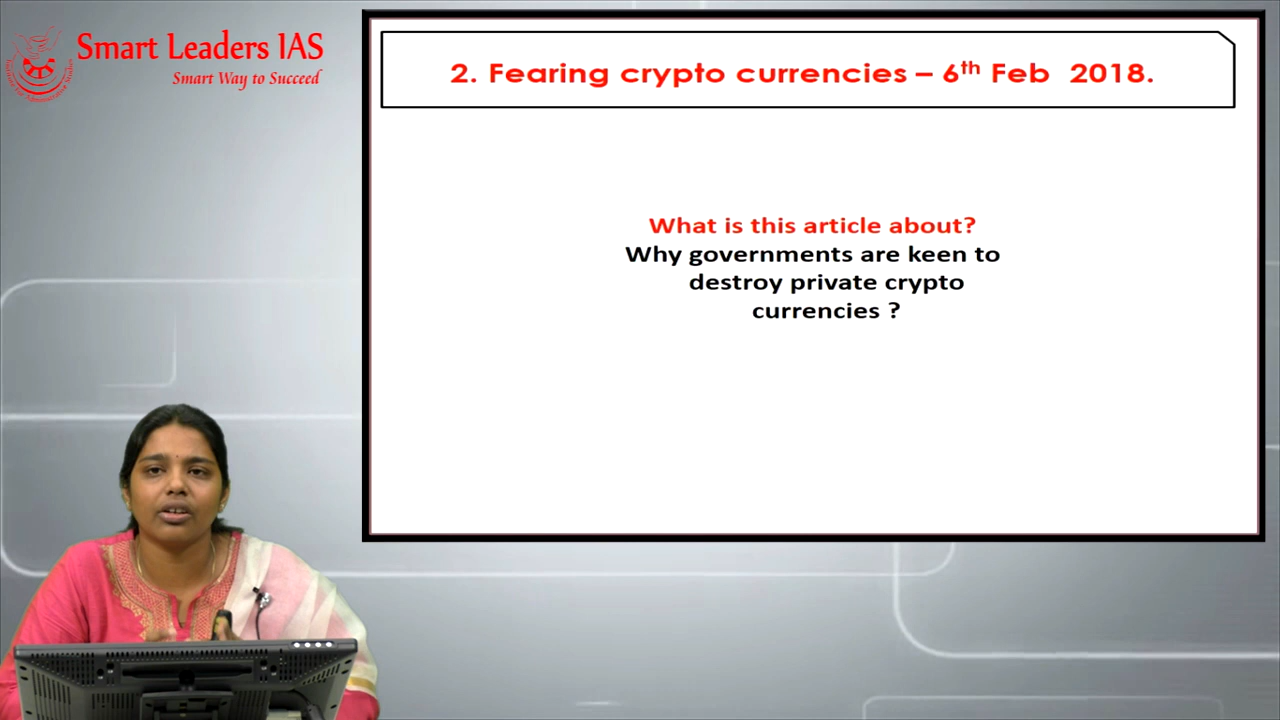 Smart Leaders IAS
Smart Way to Succeed
2. Fearing crypto currencies – 6th Feb 2018.
What is this article about?
Why governments are keen to
destroy private crypto
currencies ?